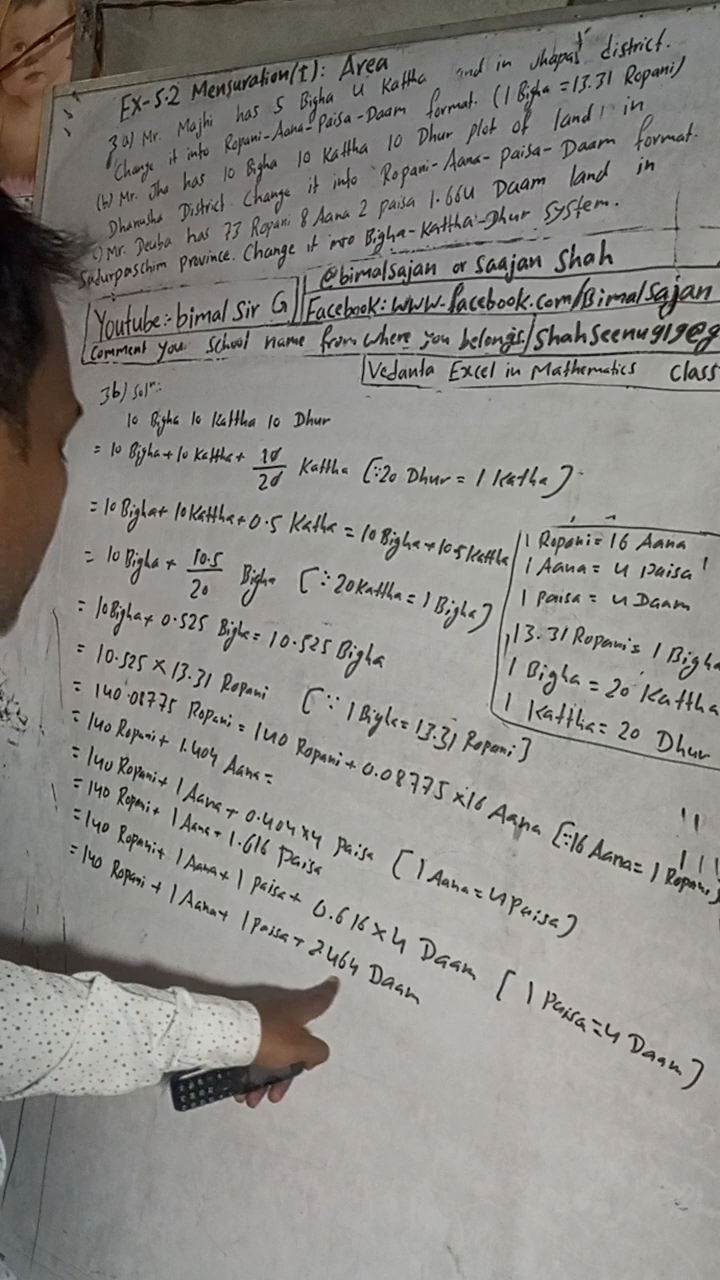 Ex-5.2 Mensuration(I): Area
3 a) Mr. Majhi has 5 Bigha 4 Kattha land in Jhapa district.
Change it into Ropani-Aana-Paisa-Daam format. (1 Bigha = 13.31 Ropani)
(b) Mr. Jha has 10 Bigha 10 Kattha 10 Dhur plot of land in
Dhanusha District. Change it into Ropani-Aana-Paisa-Daam format.
c) Mr. Deuba has 73 Ropani 8 Aana 2 paisa 1.664 Daam land in
Sudurpaschim province. Change it into Bigha-Kattha-Dhur system.
Youtube:- bimal Sir G
@bimalsajan or Saajan Shah
Facebook: www.facebook.com/Bimalsajan
Comment you school name from where you belongs/Shahseenu919@g
Vedanta Excel in Mathematics Class
3b) Soln:
10 Bigha 10 Kattha 10 Dhur
= 10 Bigha + 10 Kattha + 10/20 Kattha [∵20 Dhur = 1 Katha]
= 10 Bigha + 10 Kattha + 0.5 Katha = 10 Bigha + 10.5 Kattha
= 10 Bigha + 10.5/20 Bigha [∵20 Kattha = 1 Bigha]
= 10 Bigha + 0.525 Bigha = 10.525 Bigha
= 10.525 × 13.31 Ropani [∵ 1 Bigha = 13.31 Ropani]
= 140.08775 Ropani = 140 Ropani + 0.08775 × 16 Aana [∵16 Aana = 1 Ropani]
= 140 Ropani + 1.404 Aana =
= 140 Ropani + 1 Aana + 0.404 × 4 Paisa [1 Aana = 4 Paisa]
= 140 Ropani + 1 Aana + 1.616 Paisa
= 140 Ropani + 1 Aana + 1 Paisa + 0.616 × 4 Daam [1 Paisa = 4 Daam]
= 140 Ropani + 1 Aana + 1 Paisa + 2.464 Daam
1 Ropani = 16 Aana
1 Aana = 4 Paisa
1 Paisa = 4 Daam
13.31 Ropani = 1 Bigha
1 Bigha = 20 Kattha
1 Kattha = 20 Dhur